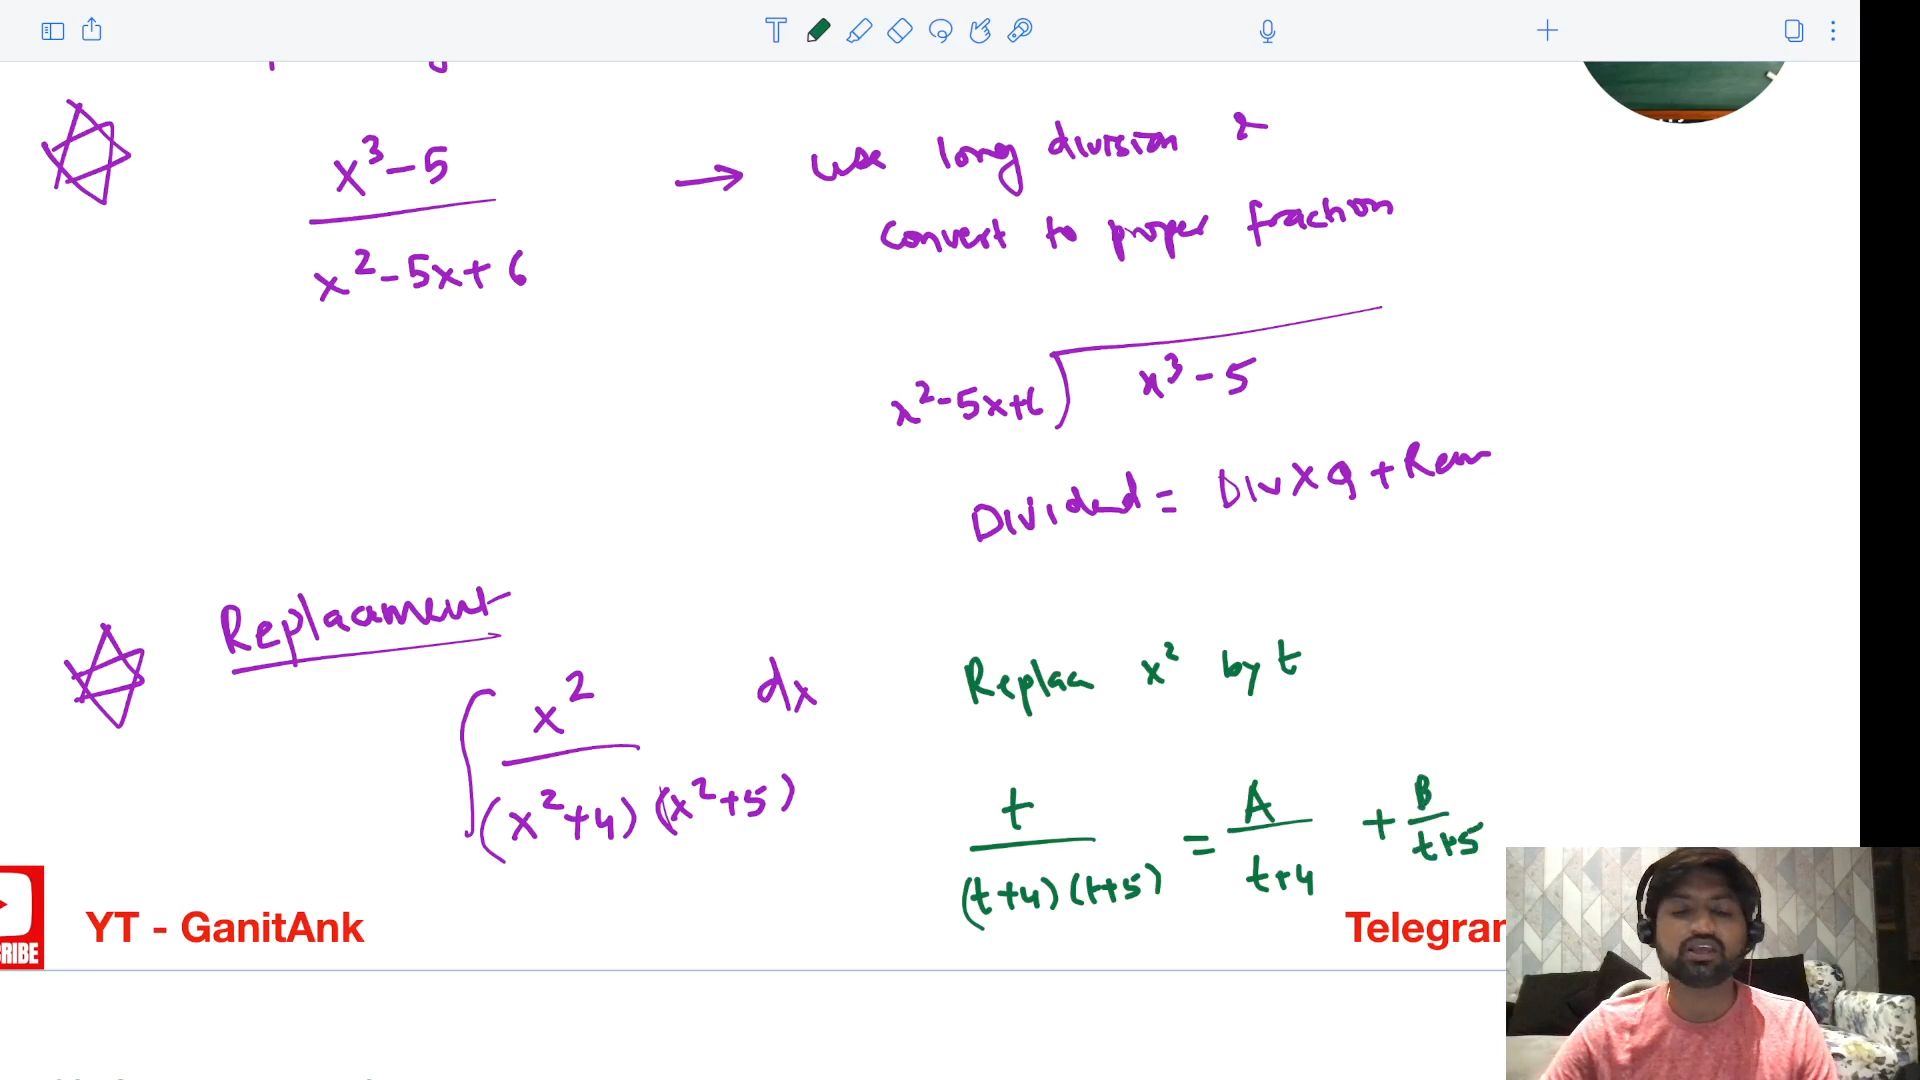 x³-5
x²-5x+6
→ use long division &
convert to proper fraction
x²-5x+6 ) x³-5
Dividend = Div x Q + Rem
Replacement
∫ x² / (x²+4)(x²+5) dx
Replace x² by t
t / (t+4)(t+5) = A / t+4 + B / t+5
RIBE
YT - GanitAnk
Telegram